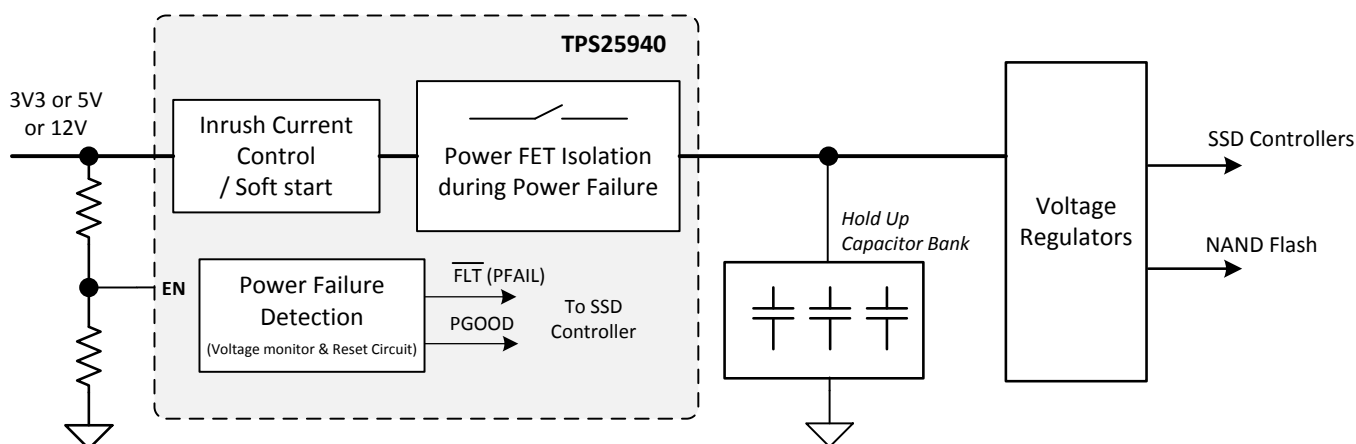 TPS25940
3V3 or 5V
or 12V
Inrush Current
Control
/ Soft start
Power FET Isolation
during Power Failure
SSD Controllers
Voltage
Regulators
NAND Flash
Hold Up
Capacitor Bank
EN
Power Failure
Detection
(Voltage monitor & Reset Circuit)
F̅L̅T̅ (PFAIL)
PGOOD
To SSD
Controller